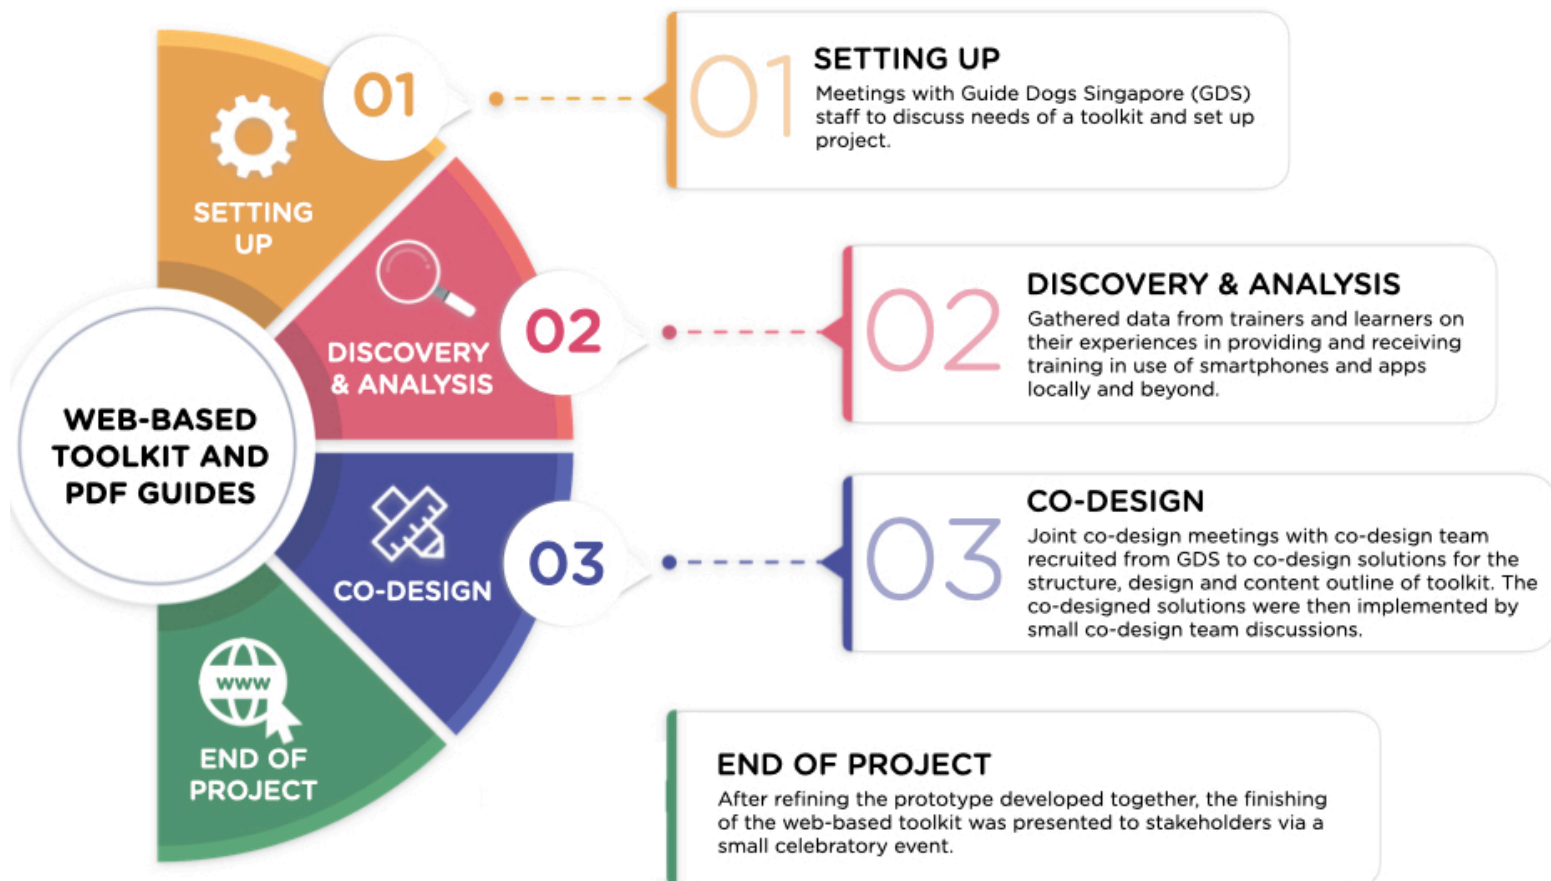 01
SETTING
UP
01
SETTING UP
Meetings with Guide Dogs Singapore (GDS)
staff to discuss needs of a toolkit and set up
project.
DISCOVERY
& ANALYSIS
02
02
DISCOVERY & ANALYSIS
Gathered data from trainers and learners on
their experiences in providing and receiving
training in use of smartphones and apps
locally and beyond.
WEB-BASED
TOOLKIT AND
PDF GUIDES
CO-DESIGN
03
03
CO-DESIGN
Joint co-design meetings with co-design team
recruited from GDS to co-design solutions for the
structure, design and content outline of toolkit. The
co-designed solutions were then implemented by
small co-design team discussions.
www
END OF
PROJECT
END OF PROJECT
After refining the prototype developed together, the finishing
of the web-based toolkit was presented to stakeholders via a
small celebratory event.